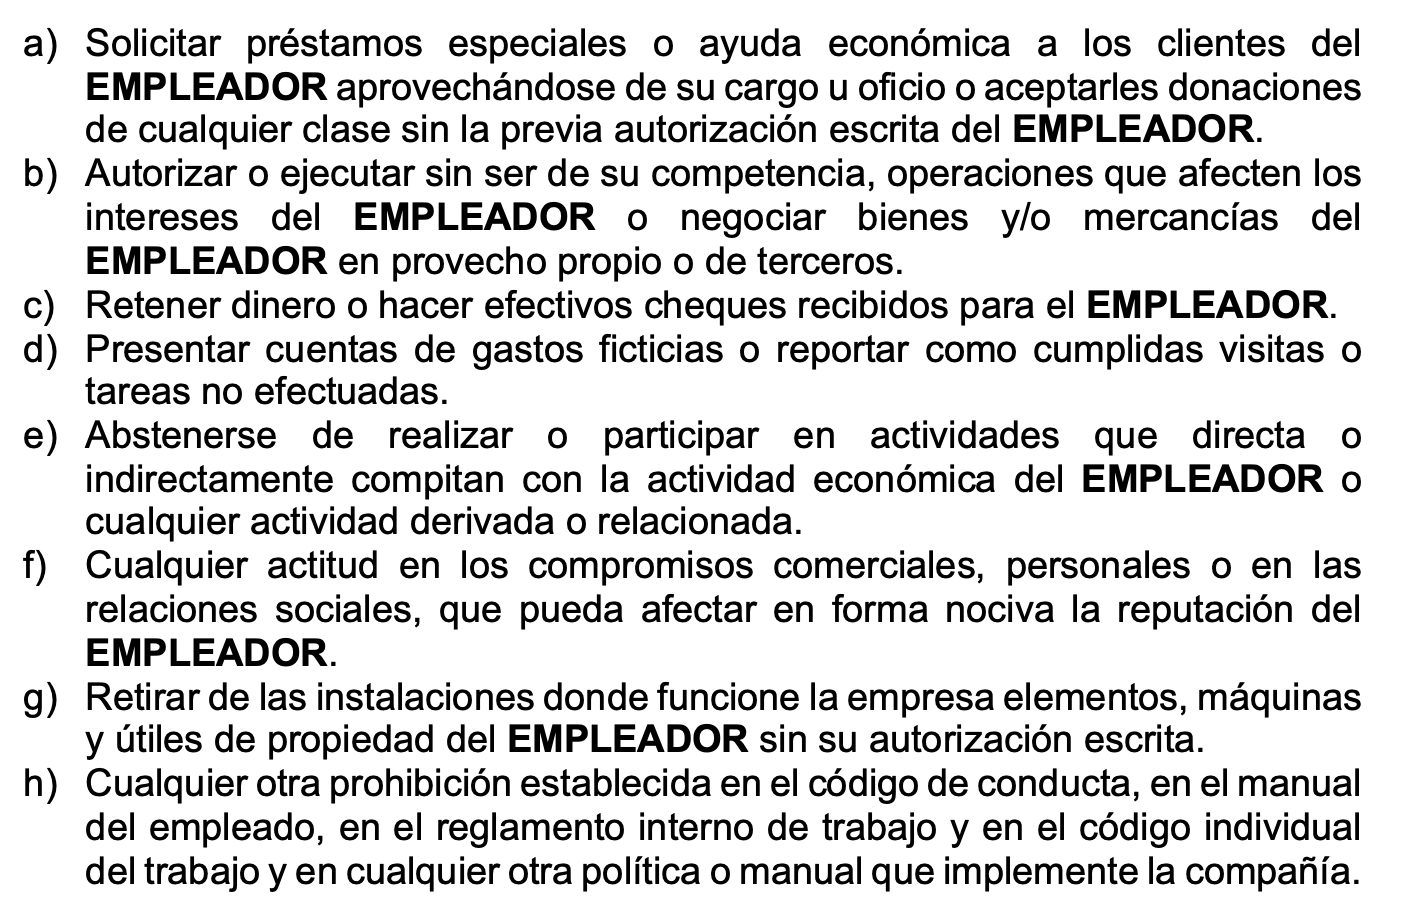 a) Solicitar préstamos especiales o ayuda económica a los clientes del
EMPLEADOR aprovechándose de su cargo u oficio o aceptarles donaciones
de cualquier clase sin la previa autorización escrita del EMPLEADOR.
b) Autorizar o ejecutar sin ser de su competencia, operaciones que afecten los
intereses del EMPLEADOR o negociar bienes y/o mercancías del
EMPLEADOR en provecho propio o de terceros.
c) Retener dinero o hacer efectivos cheques recibidos para el EMPLEADOR.
d) Presentar cuentas de gastos ficticias o reportar como cumplidas visitas o
tareas no efectuadas.
e) Abstenerse de realizar o participar en actividades que directa o
indirectamente compitan con la actividad económica del EMPLEADOR o
cualquier actividad derivada o relacionada.
f) Cualquier actitud en los compromisos comerciales, personales o en las
relaciones sociales, que pueda afectar en forma nociva la reputación del
EMPLEADOR.
g) Retirar de las instalaciones donde funcione la empresa elementos, máquinas
y útiles de propiedad del EMPLEADOR sin su autorización escrita.
h) Cualquier otra prohibición establecida en el código de conducta, en el manual
del empleado, en el reglamento interno de trabajo y en el código individual
del trabajo y en cualquier otra política o manual que implemente la compañía.